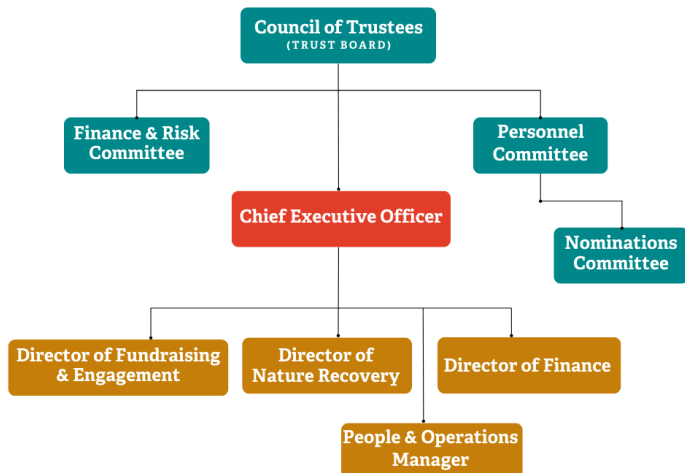 Council of Trustees
(TRUST BOARD)
Finance & Risk
Committee
Personnel
Committee
Chief Executive Officer
Nominations
Committee
Director of Fundraising
& Engagement
Director of
Nature Recovery
Director of Finance
People & Operations
Manager